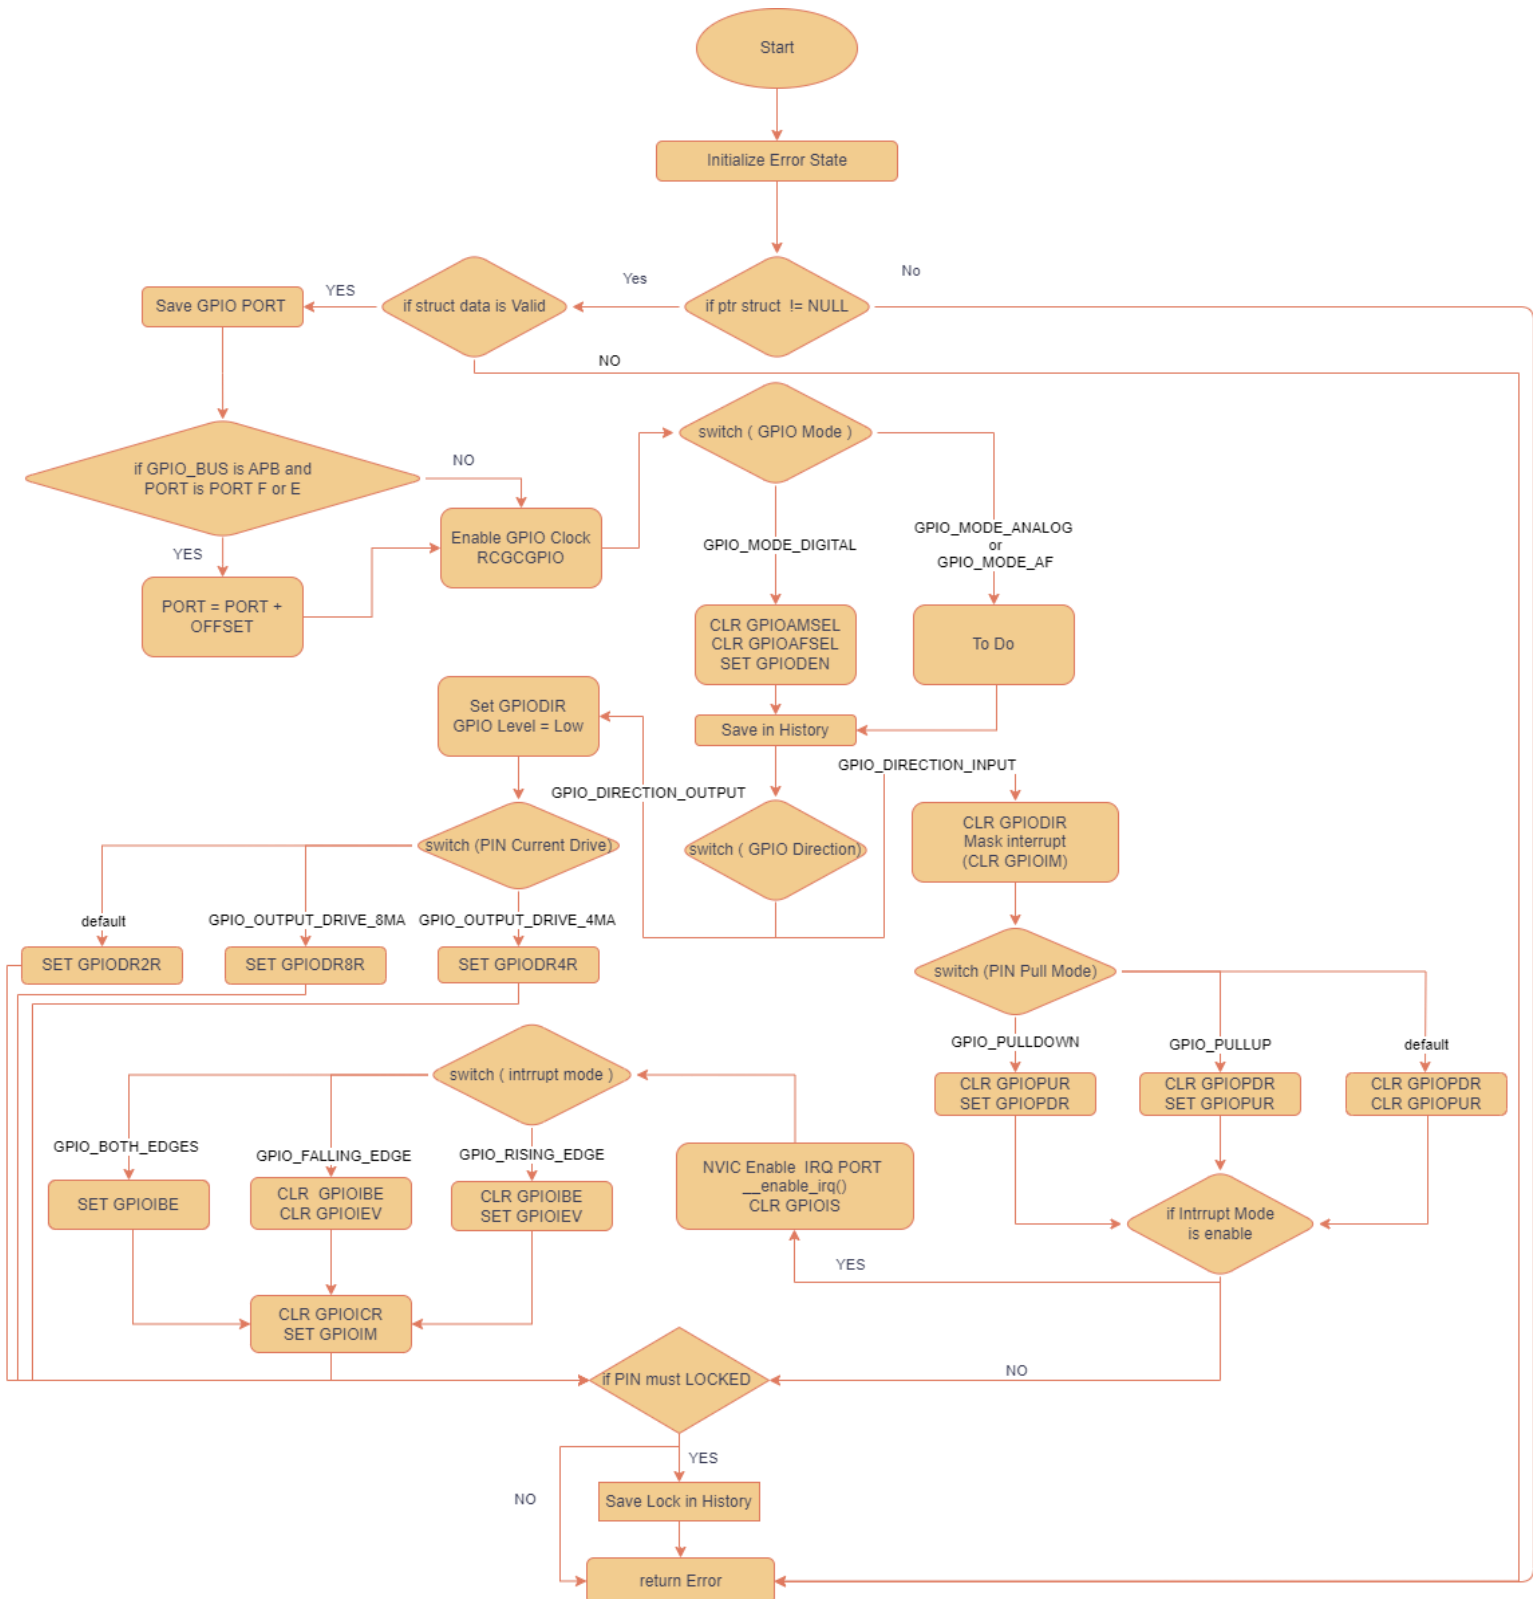 Start
Initialize Error State
if ptr struct  != NULL
No
Yes
if struct data is Valid
YES
NO
Save GPIO PORT
if GPIO_BUS is APB and
PORT is PORT F or E
NO
YES
PORT = PORT +
OFFSET
Enable GPIO Clock
RCGCGPIO
switch ( GPIO Mode )
GPIO_MODE_DIGITAL
GPIO_MODE_ANALOG
or
GPIO_MODE_AF
CLR GPIOAMSEL
CLR GPIOAFSEL
SET GPIODEN
To Do
Save in History
switch ( GPIO Direction)
GPIO_DIRECTION_OUTPUT
GPIO_DIRECTION_INPUT
Set GPIODIR
GPIO Level = Low
switch (PIN Current Drive)
default
GPIO_OUTPUT_DRIVE_8MA
GPIO_OUTPUT_DRIVE_4MA
SET GPIODR2R
SET GPIODR8R
SET GPIODR4R
CLR GPIODIR
Mask interrupt
(CLR GPIOIM)
switch (PIN Pull Mode)
GPIO_PULLDOWN
GPIO_PULLUP
default
CLR GPIOPUR
SET GPIOPDR
CLR GPIOPDR
SET GPIOPUR
CLR GPIOPDR
CLR GPIOPUR
if Intrrupt Mode
is enable
YES
NO
NVIC Enable  IRQ PORT
__enable_irq()
CLR GPIOIS
switch ( intrrupt mode )
GPIO_BOTH_EDGES
GPIO_FALLING_EDGE
GPIO_RISING_EDGE
SET GPIOIBE
CLR  GPIOIBE
CLR GPIOIEV
CLR GPIOIBE
SET GPIOIEV
CLR GPIOICR
SET GPIOIM
if PIN must LOCKED
YES
NO
Save Lock in History
return Error